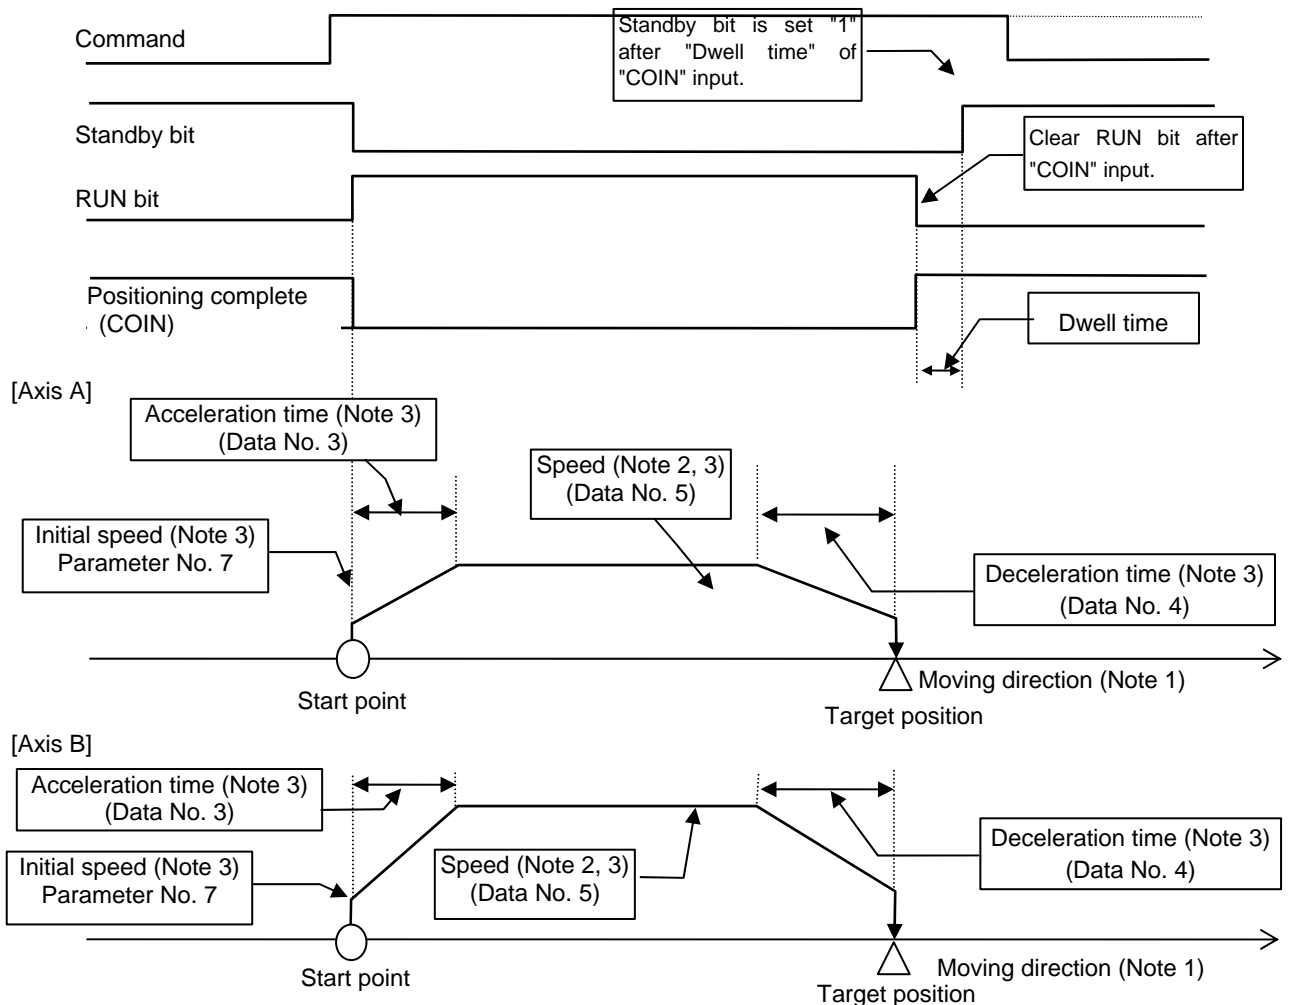 Command
Standby bit is set "1"
after "Dwell time" of
"COIN" input.
Standby bit
Clear RUN bit after
"COIN" input.
RUN bit
Positioning complete
(COIN)
Dwell time
[Axis A]
Acceleration time (Note 3)
(Data No. 3)
Speed (Note 2, 3)
(Data No. 5)
Initial speed (Note 3)
Parameter No. 7
Deceleration time (Note 3)
(Data No. 4)
Start point
Moving direction (Note 1)
Target position
[Axis B]
Acceleration time (Note 3)
(Data No. 3)
Deceleration time (Note 3)
(Data No. 4)
Initial speed (Note 3)
Parameter No. 7
Speed (Note 2, 3)
(Data No. 5)
Start point
Moving direction (Note 1)
Target position